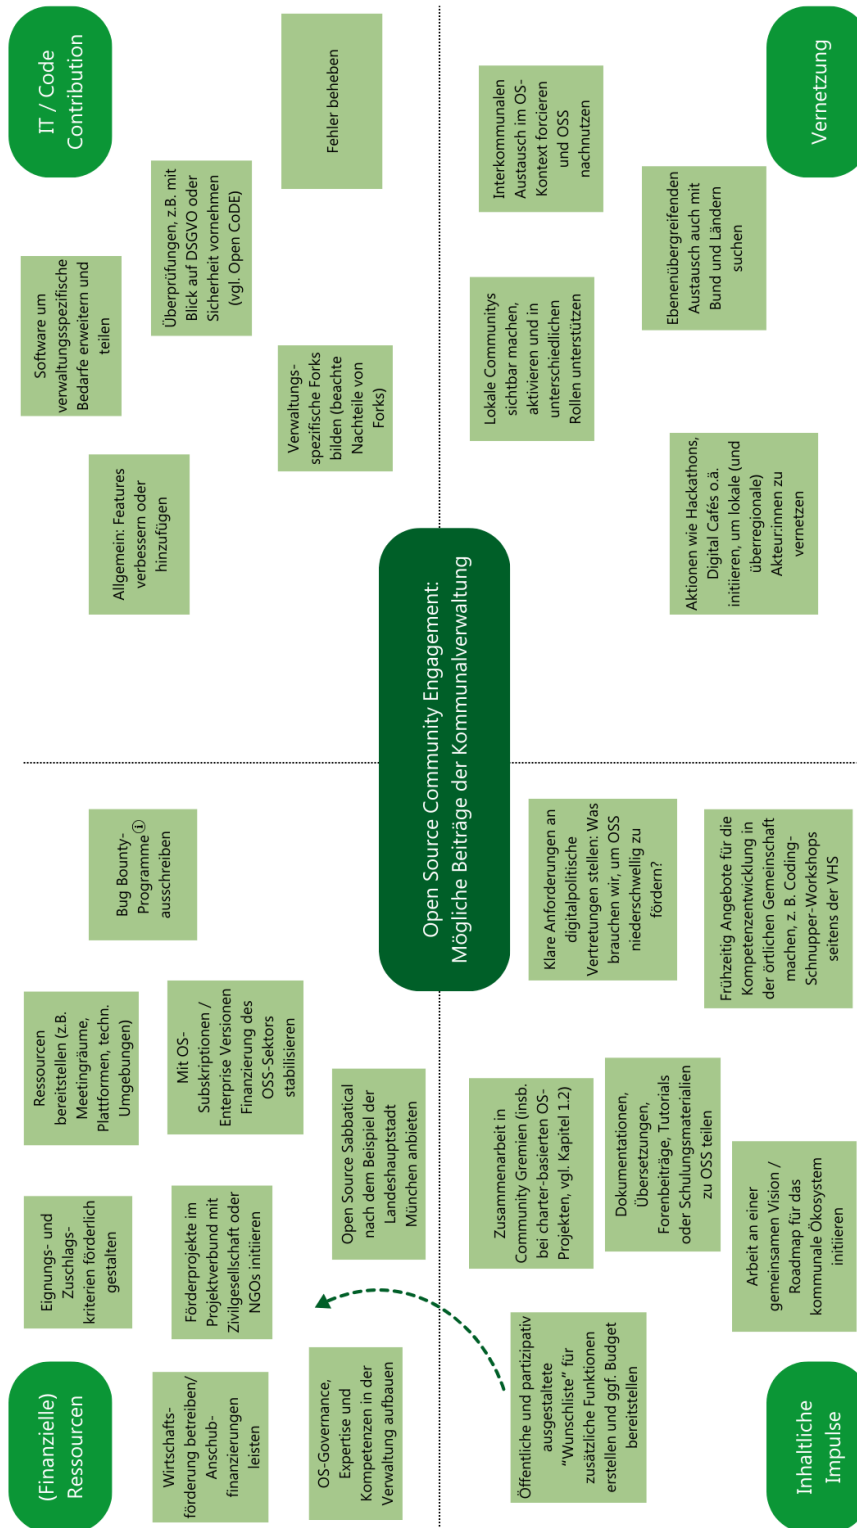 (Finanzielle)
Ressourcen
Eignungs- und
Zuschlags-
kriterien förderlich
gestalten
Ressourcen
bereitstellen (z.B.
Meetingräume,
Plattformen, techn.
Umgebungen)
Bug Bounty-
Programme ⓘ
ausschreiben
Wirtschafts-
förderung betreiben/
Anschub-
finanzierungen
leisten
Förderprojekte im
Projektverbund mit
Zivilgesellschaft oder
NGOs initiieren
Mit OS-
Subskriptionen /
Enterprise Versionen
Finanzierung des
OSS-Sektors
stabilisieren
OS-Governance,
Expertise und
Kompetenzen in der
Verwaltung aufbauen
Open Source Sabbatical
nach dem Beispiel der
Landeshauptstadt
München anbieten
IT / Code
Contribution
Allgemein: Features
verbessern oder
hinzufügen
Software um
verwaltungsspezifische
Bedarfe erweitern und
teilen
Überprüfungen, z.B. mit
Blick auf DSGVO oder
Sicherheit vornehmen
(vgl. Open CoDE)
Verwaltungs-
spezifische Forks
bilden (beachte
Nachteile von
Forks)
Fehler beheben
Open Source Community Engagement:
Mögliche Beiträge der Kommunalverwaltung
Öffentliche und partizipativ
ausgestaltete
“Wunschliste” für
zusätzliche Funktionen
erstellen und ggf. Budget
bereitstellen
Zusammenarbeit in
Community Gremien (insb.
bei charter-basierten OS-
Projekten, vgl. Kapitel 1.2)
Klare Anforderungen an
digitalpolitische
Vertretungen stellen: Was
brauchen wir, um OSS
niederschwellig zu
fördern?
Dokumentationen,
Übersetzungen,
Forenbeiträge, Tutorials
oder Schulungsmaterialien
zu OSS teilen
Frühzeitig Angebote für die
Kompetenzentwicklung in
der örtlichen Gemeinschaft
machen, z. B. Coding-
Schnupper-Workshops
seitens der VHS
Arbeit an einer
gemeinsamen Vision /
Roadmap für das
kommunale Ökosystem
initiieren
Inhaltliche
Impulse
Lokale Communitys
sichtbar machen,
aktivieren und in
unterschiedlichen
Rollen unterstützen
Interkommunalen
Austausch im OS-
Kontext forcieren
und OSS
nachnutzen
Aktionen wie Hackathons,
Digital Cafés o.ä.
initiieren, um lokale (und
überregionale)
Akteur:innen zu
vernetzen
Ebenenübergreifenden
Austausch auch mit
Bund und Ländern
suchen
Vernetzung